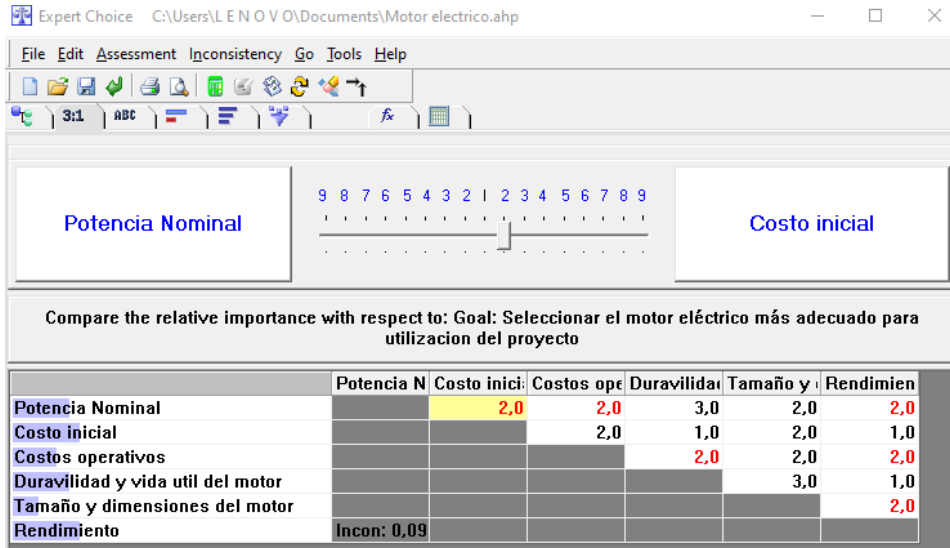 Expert Choice C:\Users\L E N O V O\Documents\Motor electrico.ahp
File Edit Assessment Inconsistency Go Tools Help
3:1 ABC fx
9 8 7 6 5 4 3 2 | 2 3 4 5 6 7 8 9
Potencia Nominal
Costo inicial
Compare the relative importance with respect to: Goal: Seleccionar el motor eléctrico más adecuado para
utilizacion del proyecto
Potencia N Costo inici Costos ope Duravilidad Tamaño y Rendimien
Potencia Nominal 2,0 2,0 3,0 2,0 2,0
Costo inicial 2,0 1,0 2,0 1,0
Costos operativos 2,0 2,0 2,0
Duravilidad y vida util del motor 3,0 1,0
Tamaño y dimensiones del motor 2,0
Rendimiento Incon: 0,09